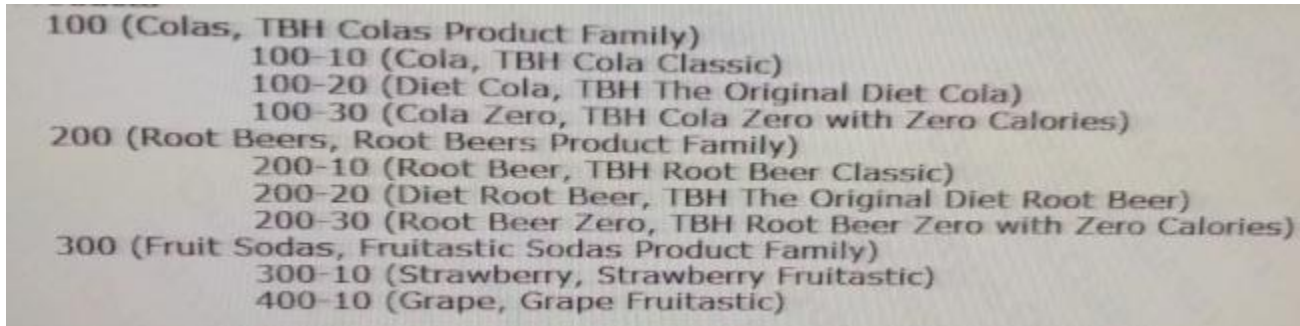 100 (Colas, TBH Colas Product Family)
100-10 (Cola, TBH Cola Classic)
100-20 (Diet Cola, TBH The Original Diet Cola)
100-30 (Cola Zero, TBH Cola Zero with Zero Calories)
200 (Root Beers, Root Beers Product Family)
200-10 (Root Beer, TBH Root Beer Classic)
200-20 (Diet Root Beer, TBH The Original Diet Root Beer)
200-30 (Root Beer Zero, TBH Root Beer Zero with Zero Calories)
300 (Fruit Sodas, Fruitastic Sodas Product Family)
300-10 (Strawberry, Strawberry Fruitastic)
400-10 (Grape, Grape Fruitastic)